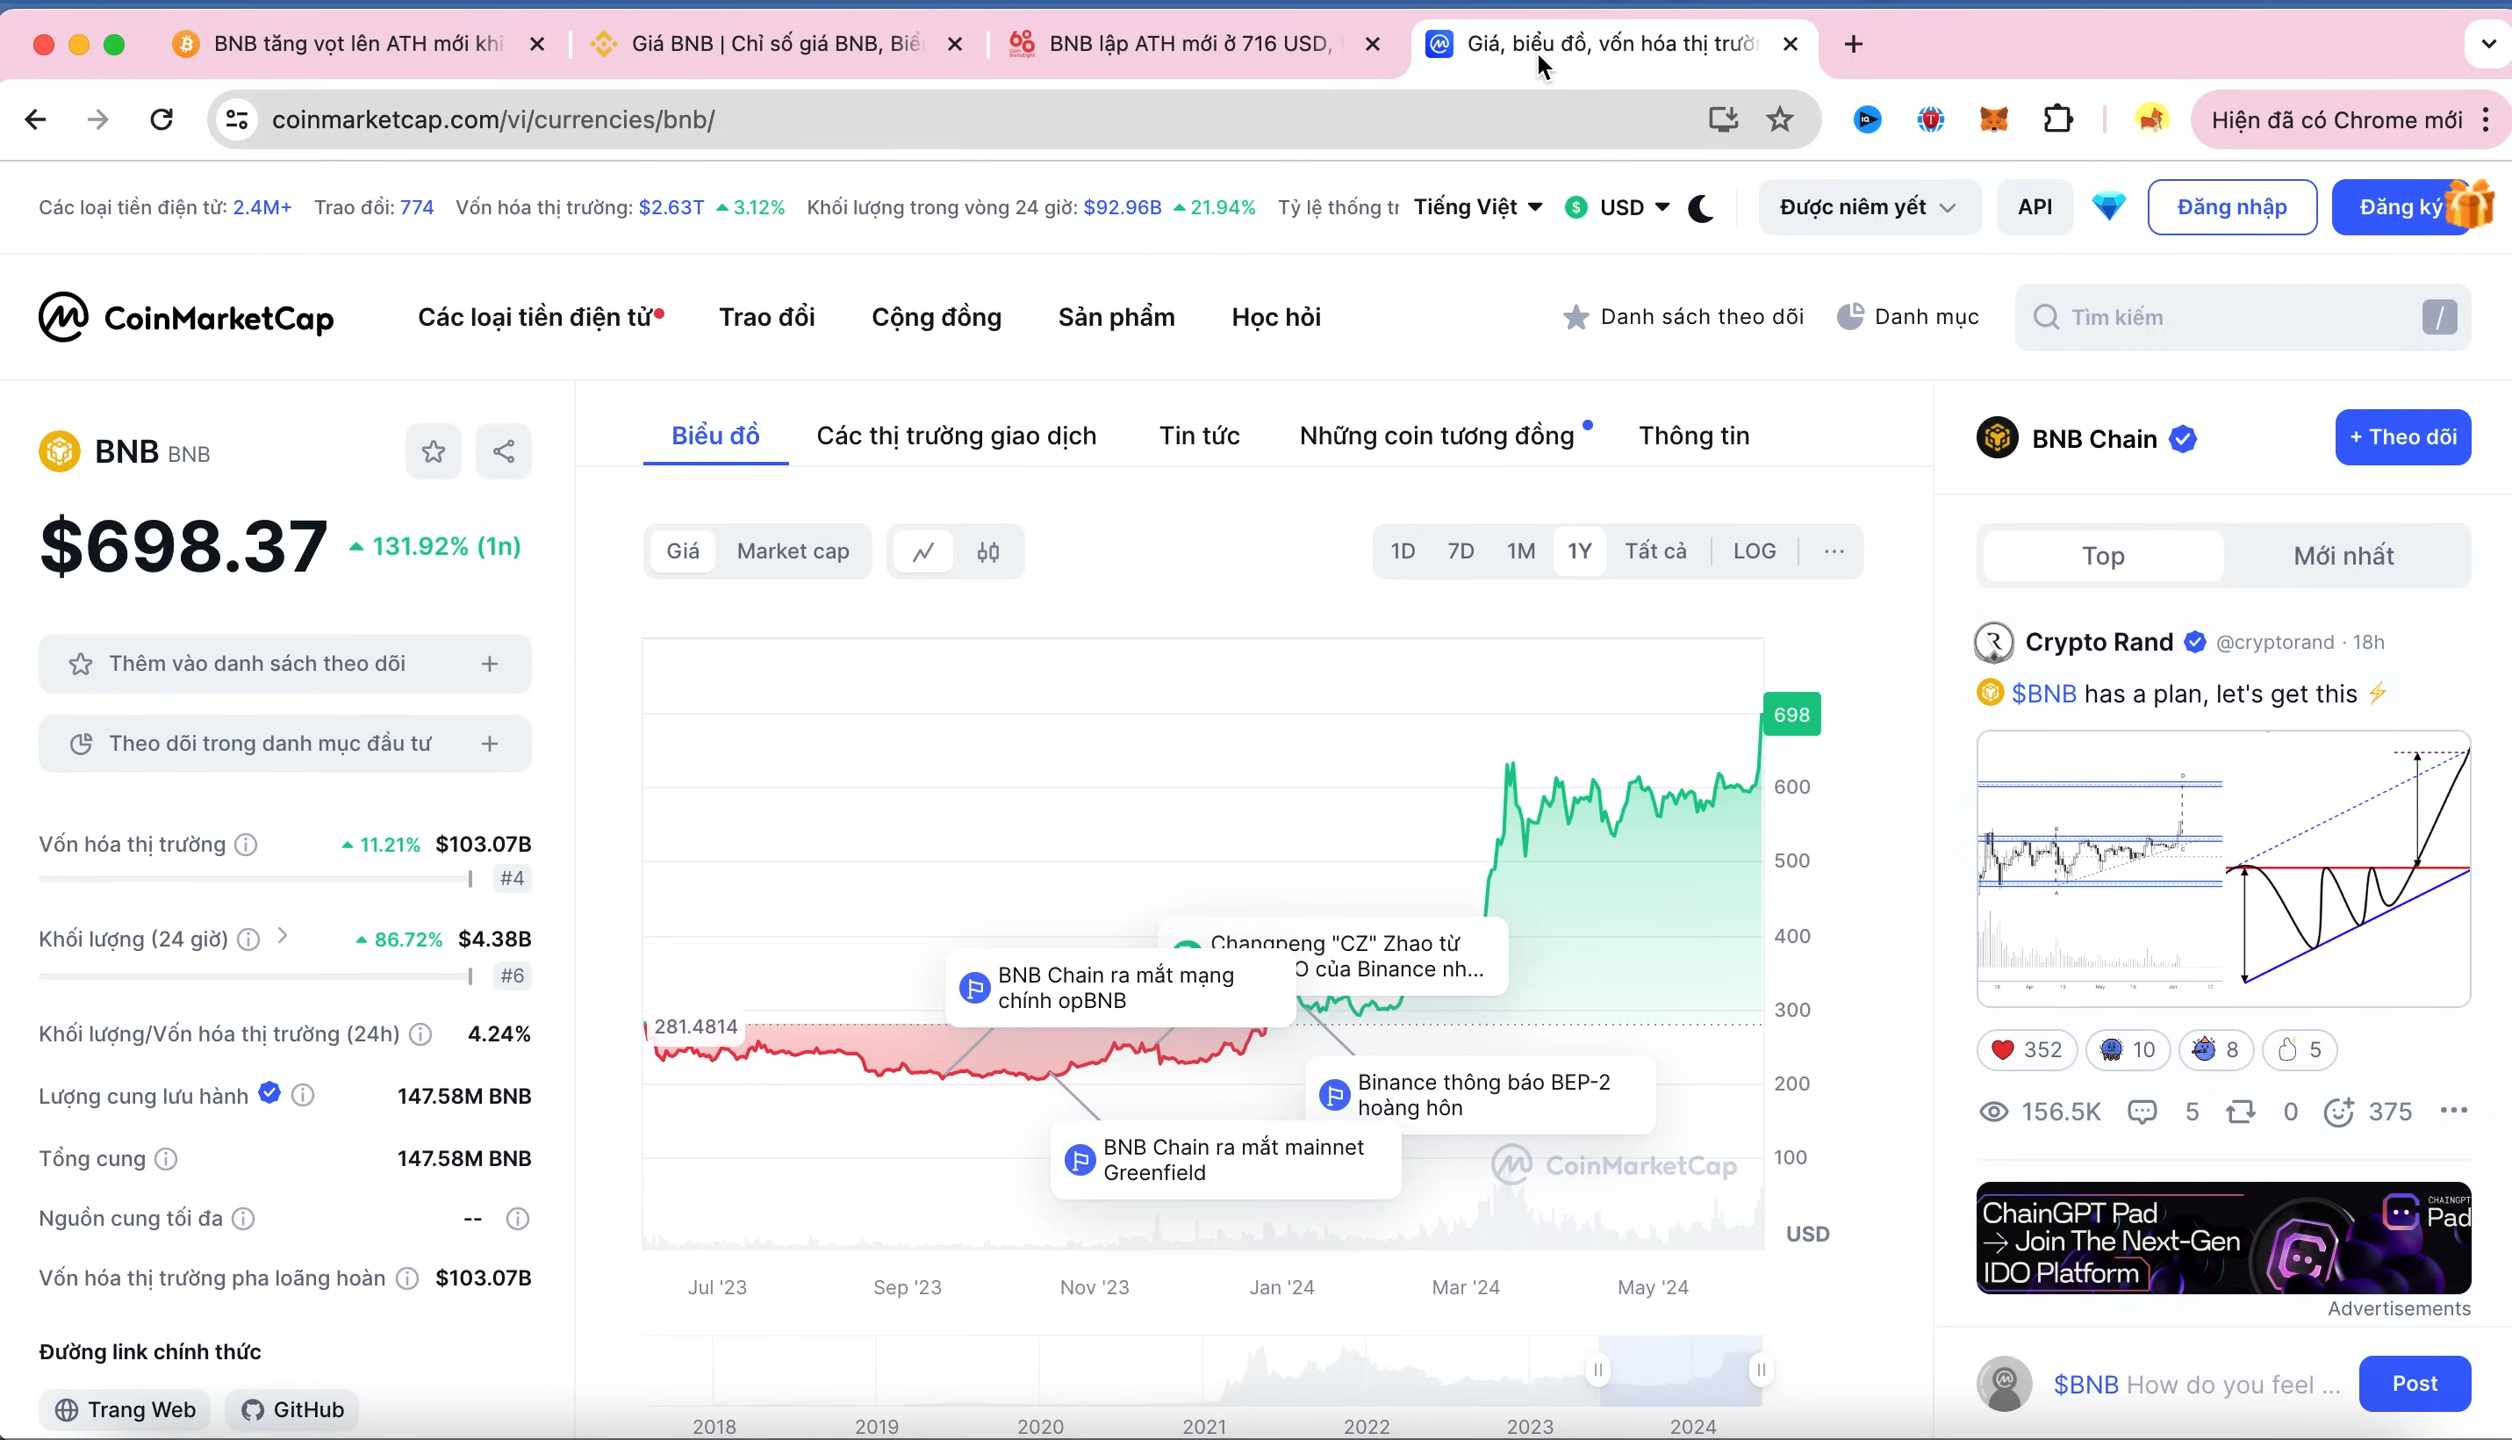 BNB tăng vọt lên ATH mới khi
Giá BNB | Chỉ số giá BNB, Biể
BNB lập ATH mới ở 716 USD,
Giá, biểu đồ, vốn hóa thị trườn
coinmarketcap.com/vi/currencies/bnb/
Hiện đã có Chrome mới
Các loại tiền điện tử: 2.4M+ Trao đổi: 774 Vốn hóa thị trường: $2.63T 3.12% Khối lượng trong vòng 24 giờ: $92.96B 21.94% Tỷ lệ thống tr
Tiếng Việt
USD
Được niêm yết
API
Đăng nhập
Đăng ký
CoinMarketCap
Các loại tiền điện tử
Trao đổi
Cộng đồng
Sản phẩm
Học hỏi
Danh sách theo dõi
Danh mục
Tìm kiếm
/
BNB BNB
$698.37 131.92% (1n)
Thêm vào danh sách theo dõi +
Theo dõi trong danh mục đầu tư +
Vốn hóa thị trường 11.21% $103.07B
#4
Khối lượng (24 giờ) 86.72% $4.38B
#6
Khối lượng/Vốn hóa thị trường (24h) 4.24%
Lượng cung lưu hành 147.58M BNB
Tổng cung 147.58M BNB
Nguồn cung tối đa --
Vốn hóa thị trường pha loãng hoàn $103.07B
Đường link chính thức
Trang Web
GitHub
Biểu đồ
Các thị trường giao dịch
Tin tức
Những coin tương đồng
Thông tin
Giá
Market cap
1D 7D 1M 1Y Tất cả LOG ...
698
600
500
400
300
200
100
USD
281.4814
Changpeng "CZ" Zhao từ
O của Binance nh...
BNB Chain ra mắt mạng
chính opBNB
Binance thông báo BEP-2
hoàng hôn
BNB Chain ra mắt mainnet
Greenfield
CoinMarketCap
Jul '23 Sep '23 Nov '23 Jan '24 Mar '24 May '24
2018 2019 2020 2021 2022 2023 2024
BNB Chain
+ Theo dõi
Top
Mới nhất
Crypto Rand @cryptorand · 18h
$BNB has a plan, let's get this
352 10 8 5
156.5K 5 0 375 ...
ChainGPT Pad
→ Join The Next-Gen
IDO Platform
CHAINGPT
Pad
Advertisements
$BNB How do you feel ...
Post